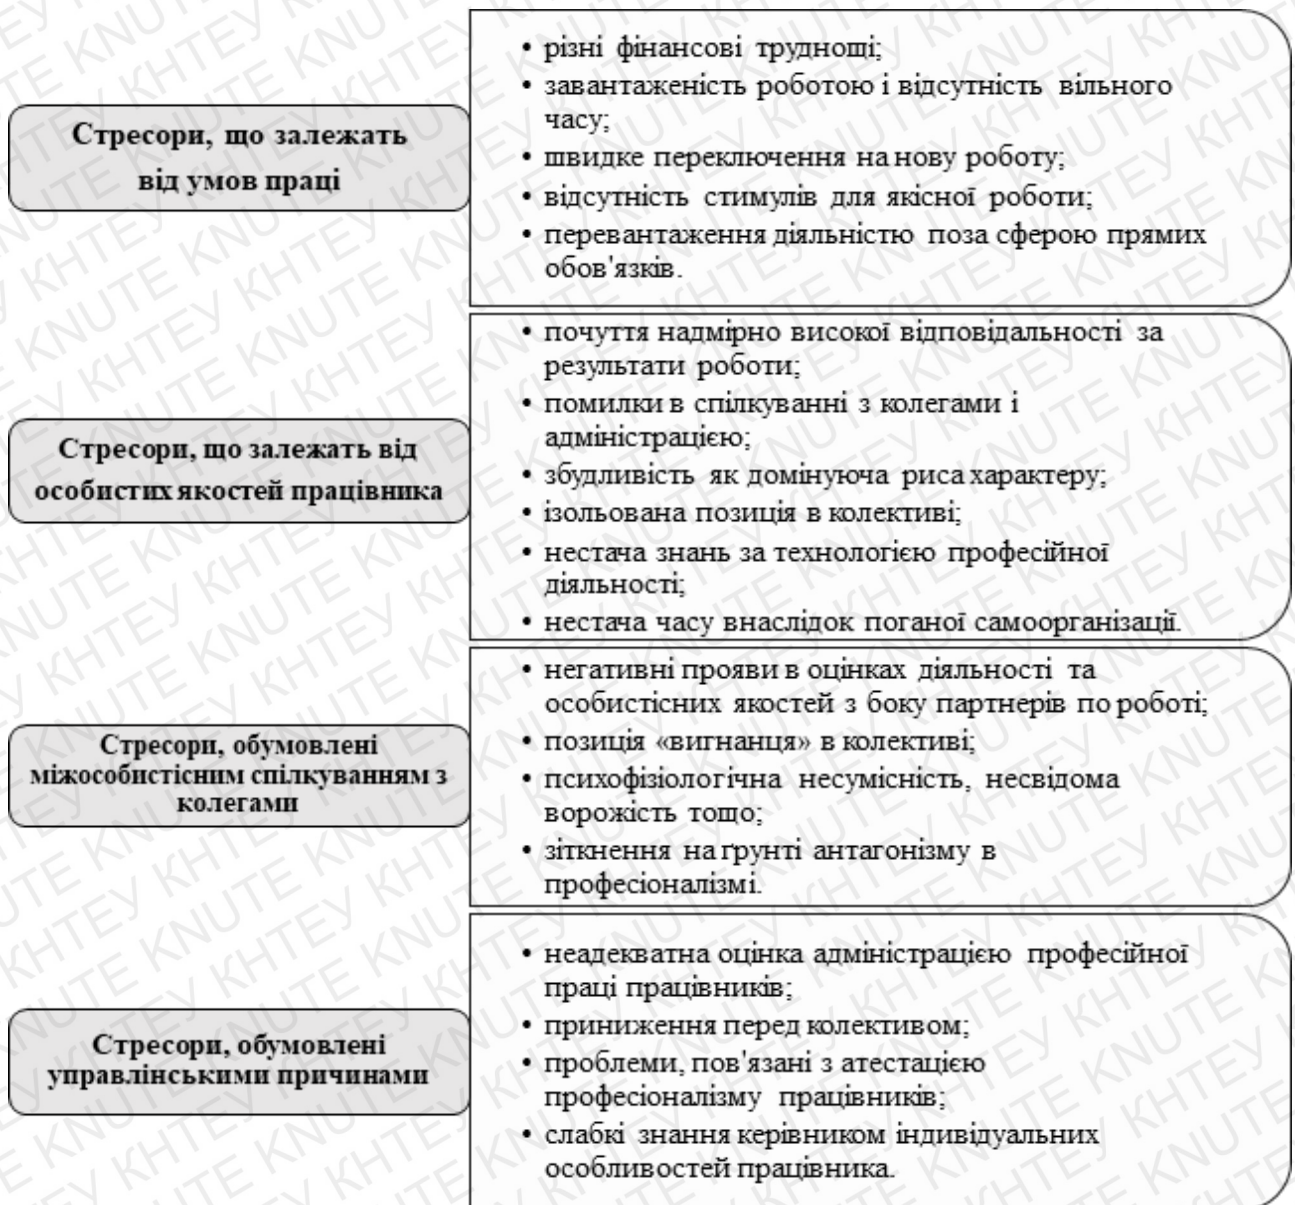 Стресори, що залежать
від умов праці
• різні фінансові труднощі;
• завантаженість роботою і відсутність вільного
часу;
• швидке переключення на нову роботу;
• відсутність стимулів для якісної роботи;
• перевантаження діяльністю поза сферою прямих
обов'язків.
Стресори, що залежать від
особистих якостей працівника
• почуття надмірно високої відповідальності за
результати роботи;
• помилки в спілкуванні з колегами і
адміністрацією;
• збудливість як домінуюча риса характеру;
• ізольована позиція в колективі;
• нестача знань за технологією професійної
діяльності;
• нестача часу внаслідок поганої самоорганізації.
Стресори, обумовлені
міжособистісним спілкуванням з
колегами
• негативні прояви в оцінках діяльності та
особистісних якостей з боку партнерів по роботі;
• позиція «вигнанця» в колективі;
• психофізіологічна несумісність, несвідома
ворожість тощо;
• зіткнення на ґрунті антагонізму в
професіоналізмі.
Стресори, обумовлені
управлінськими причинами
• неадекватна оцінка адміністрацією професійної
праці працівників;
• приниження перед колективом;
• проблеми, пов'язані з атестацією
професіоналізму працівників;
• слабкі знання керівником індивідуальних
особливостей працівника.